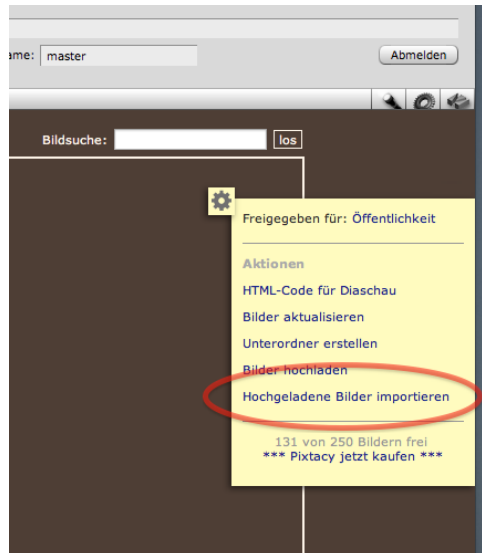 ame: master
Abmelden
Bildsuche:
los
Freigegeben für: Öffentlichkeit
Aktionen
HTML-Code für Diaschau
Bilder aktualisieren
Unterordner erstellen
Bilder hochladen
Hochgeladene Bilder importieren
131 von 250 Bildern frei
*** Pixtacy jetzt kaufen ***